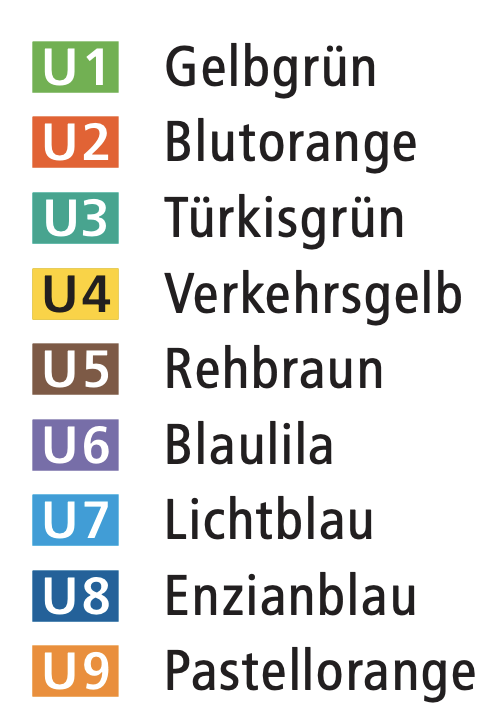 U1 Gelbgrün
U2 Blutorange
U3 Türkisgrün
U4 Verkehrsgelb
U5 Rehbraun
U6 Blaulila
U7 Lichtblau
U8 Enzianblau
U9 Pastellorange